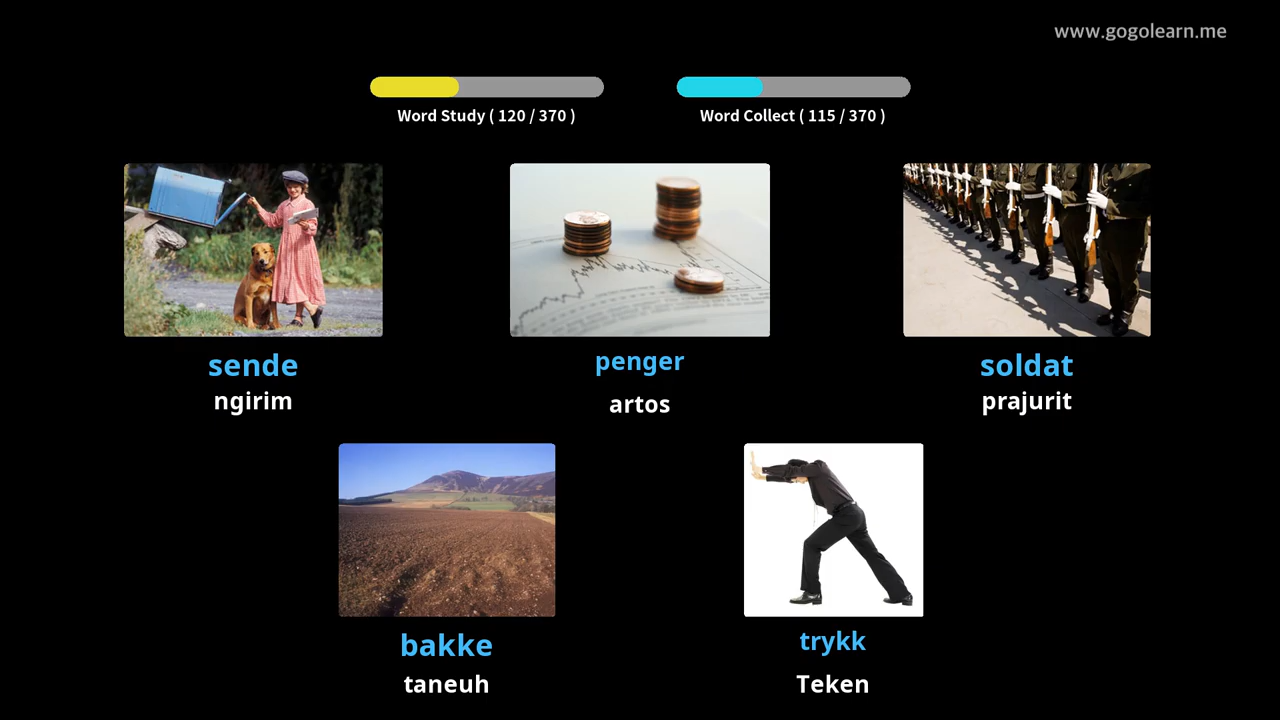 www.gogolearn.me
Word Study ( 120 / 370 )
Word Collect ( 115 / 370 )
sende
ngirim
penger
artos
soldat
prajurit
bakke
taneuh
trykk
Teken